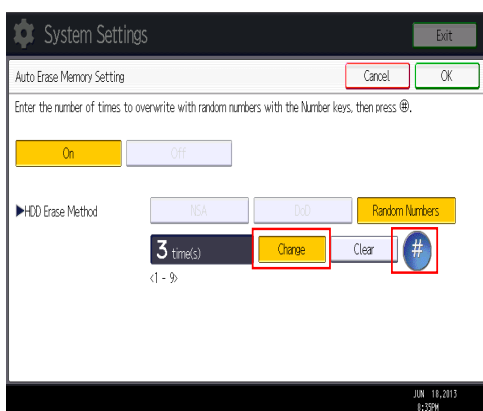 System Settings
Exit
Auto Erase Memory Setting
Cancel
OK
Enter the number of times to overwrite with random numbers with the Number keys, then press ⊕.
On
Off
▶HDD Erase Method
NSA
DoD
Random Numbers
3 time(s)
Change
Clear
#
<1 - 9>
JUN 18,2013
8:35PM